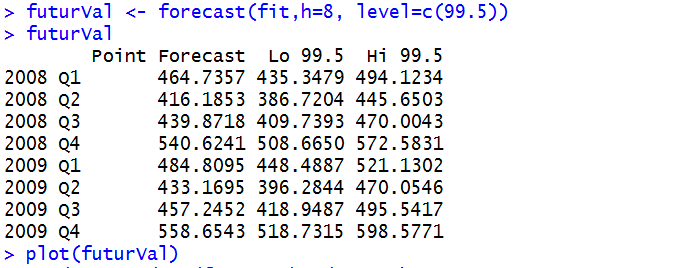 > futurVal <- forecast(fit,h=8, level=c(99.5))
> futurVal
        Point Forecast  Lo 99.5  Hi 99.5
2008 Q1       464.7357 435.3479 494.1234
2008 Q2       416.1853 386.7204 445.6503
2008 Q3       439.8718 409.7393 470.0043
2008 Q4       540.6241 508.6650 572.5831
2009 Q1       484.8095 448.4887 521.1302
2009 Q2       433.1695 396.2844 470.0546
2009 Q3       457.2452 418.9487 495.5417
2009 Q4       558.6543 518.7315 598.5771
> plot(futurVal)